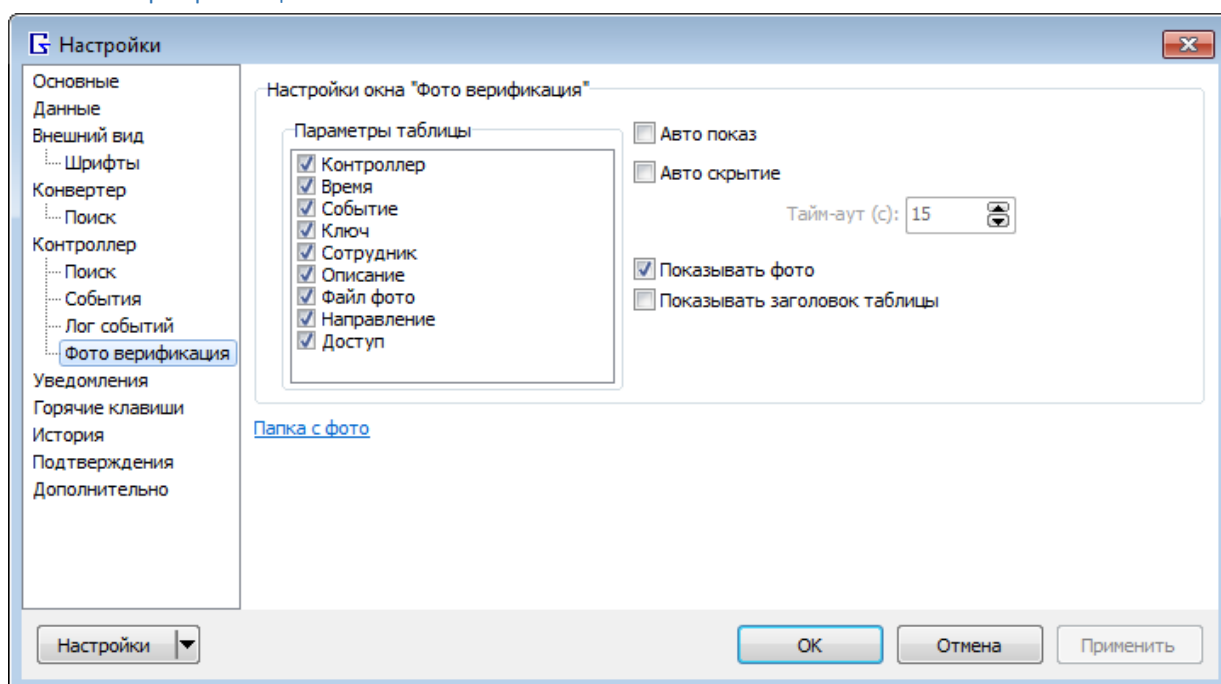 Настройки
Основные
Данные
Внешний вид
Шрифты
Конвертер
Поиск
Контроллер
Поиск
События
Лог событий
Фото верификация
Уведомления
Горячие клавиши
История
Подтверждения
Дополнительно
Настройки окна "Фото верификация"
Параметры таблицы
Контроллер
Время
Событие
Ключ
Сотрудник
Описание
Файл фото
Направление
Доступ
Авто показ
Авто скрытие
Тайм-аут (с): 15
Показывать фото
Показывать заголовок таблицы
Папка с фото
Настройки
OK
Отмена
Применить